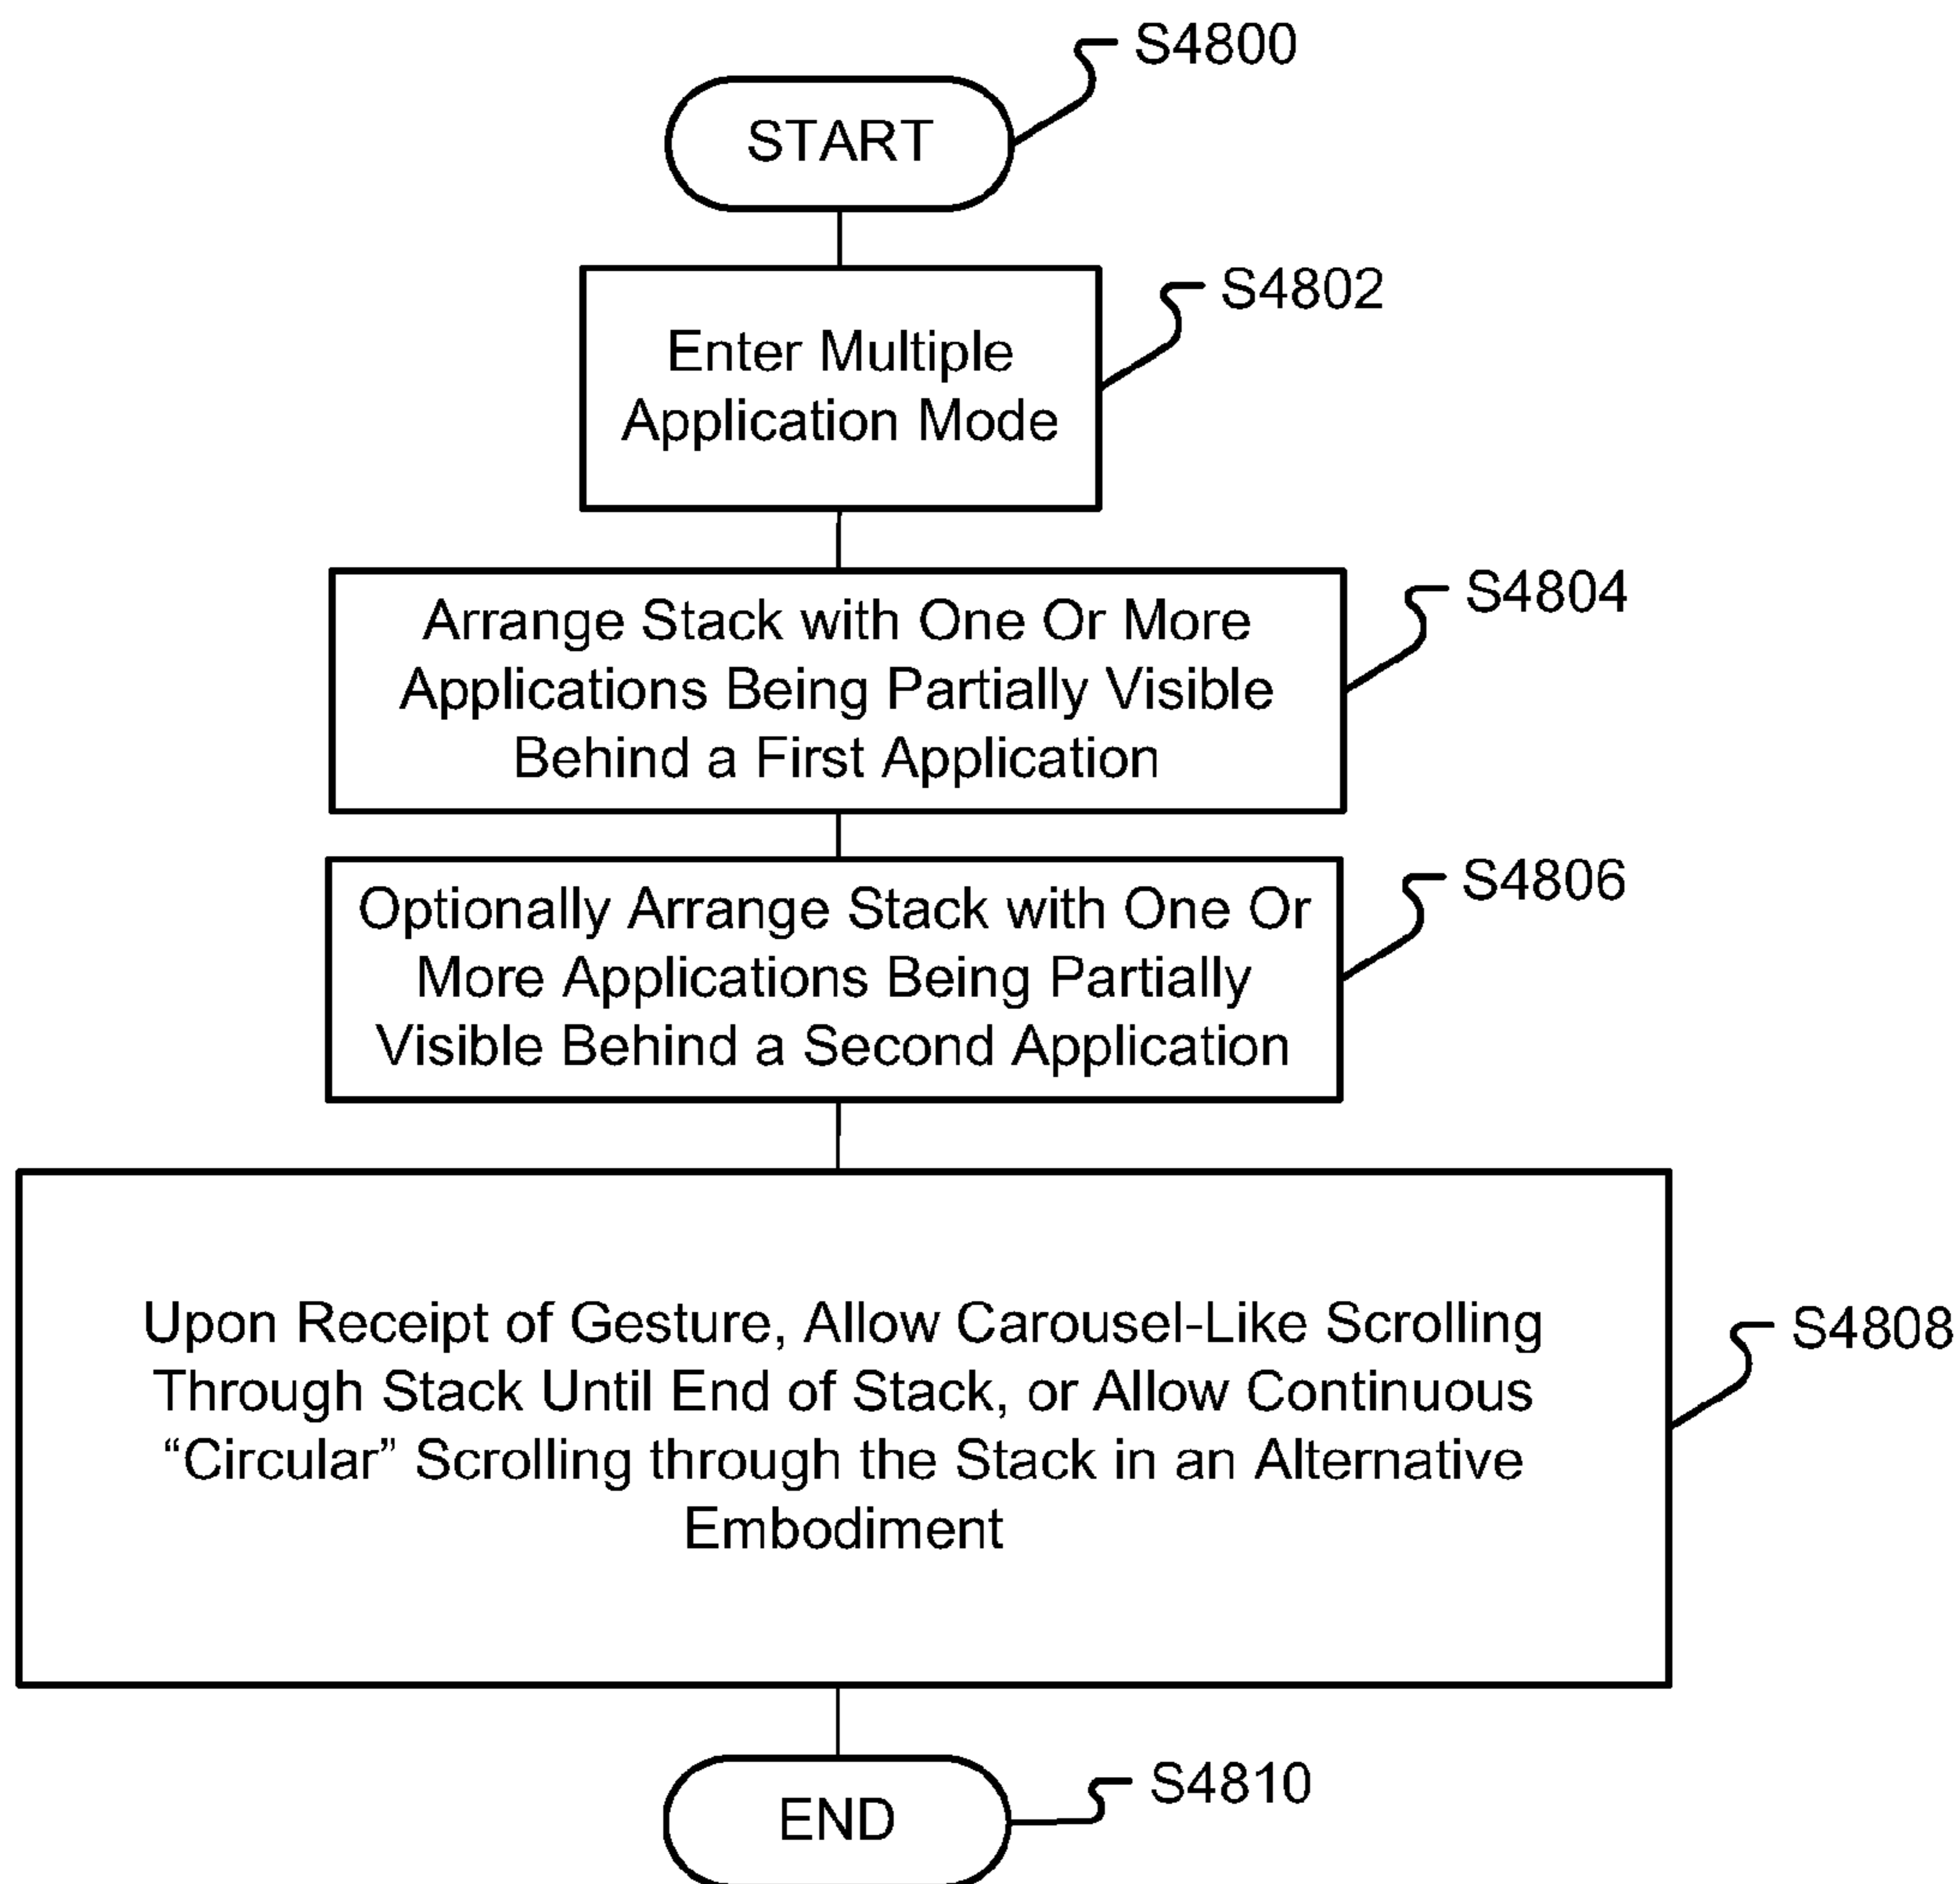 S4800
START
S4802
Enter Multiple
Application Mode
S4804
Arrange Stack with One Or More
Applications Being Partially Visible
Behind a First Application
S4806
Optionally Arrange Stack with One Or
More Applications Being Partially
Visible Behind a Second Application
S4808
Upon Receipt of Gesture, Allow Carousel-Like Scrolling
Through Stack Until End of Stack, or Allow Continuous
“Circular” Scrolling through the Stack in an Alternative
Embodiment
S4810
END